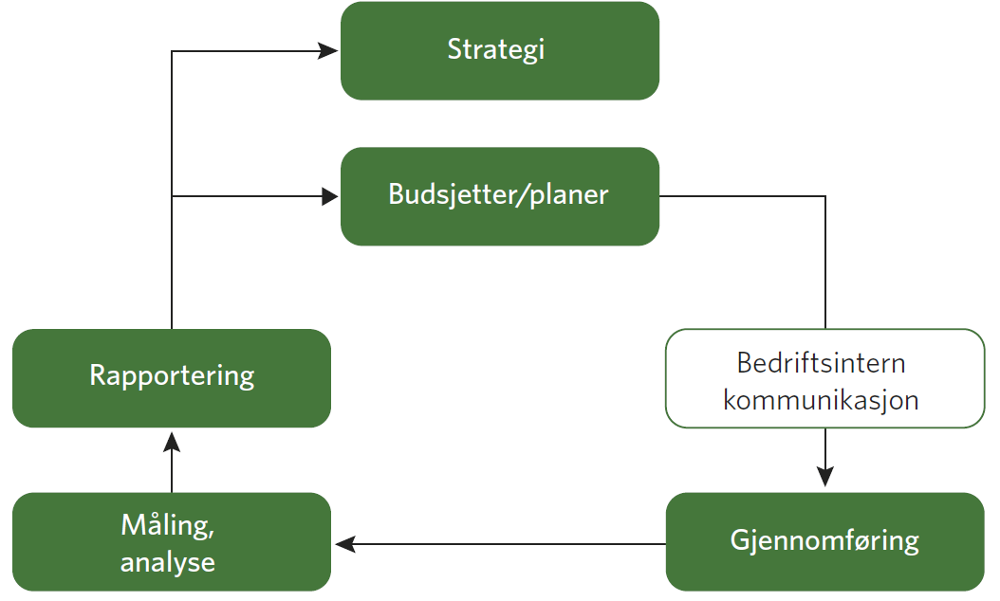 Strategi
Budsjetter/planer
Rapportering
Bedriftsintern
kommunikasjon
Måling,
analyse
Gjennomføring